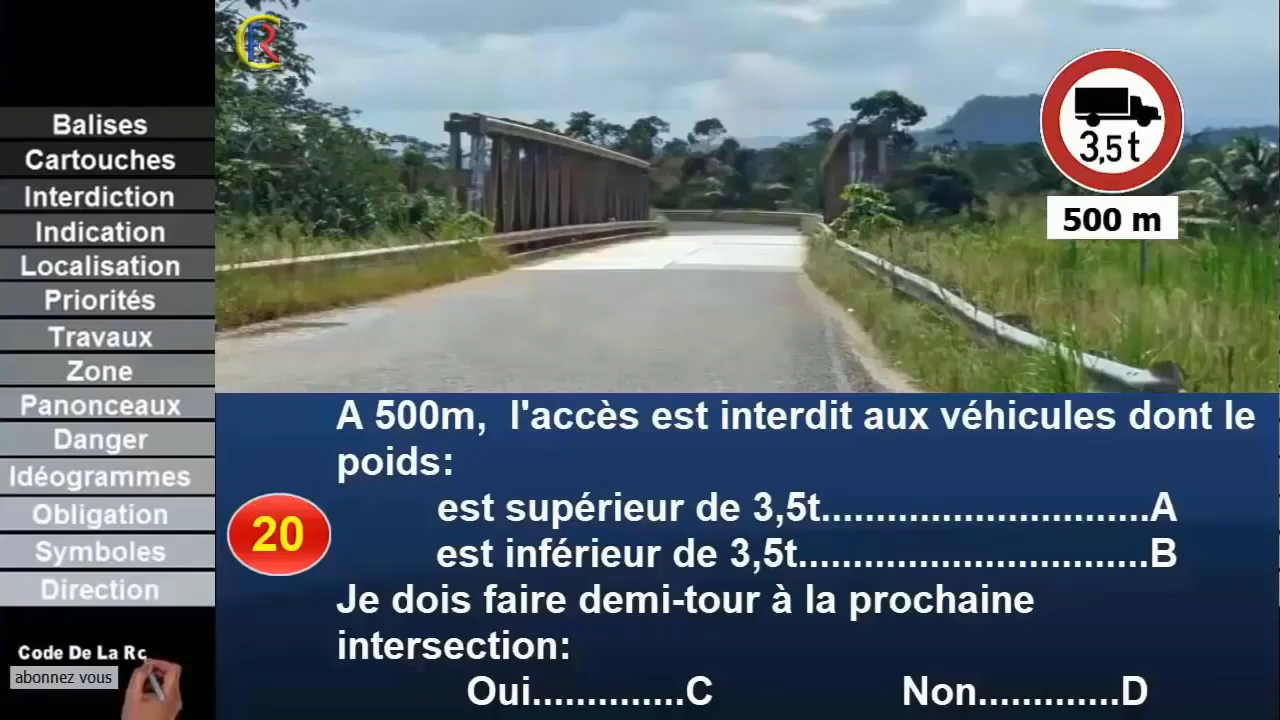 Balises
Cartouches
Interdiction
Indication
Localisation
Priorités
Travaux
Zone
Panonceaux
Danger
Idéogrammes
Obligation
Symboles
Direction
Code De La Rc
abonnez vous
CR
3,5 t
500 m
A 500m, l'accès est interdit aux véhicules dont le
poids:
est supérieur de 3,5t..............................A
est inférieur de 3,5t................................B
20
Je dois faire demi-tour à la prochaine
intersection:
Oui..............C Non.............D